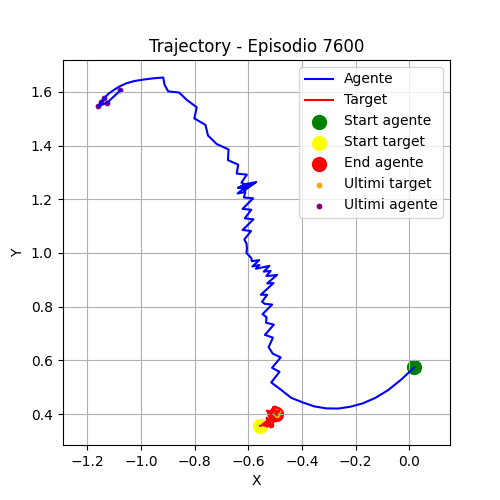 Trajectory - Episodio 7600
Agente
Target
Start agente
Start target
End agente
Ultimi target
Ultimi agente
Y
1.6
1.4
1.2
1.0
0.8
0.6
0.4
−1.2 −1.0 −0.8 −0.6 −0.4 −0.2 0.0
X